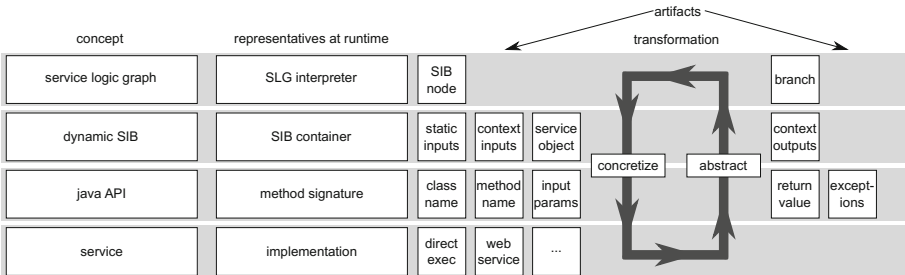 artifacts
concept representatives at runtime transformation
service logic graph SLG interpreter SIB node branch
dynamic SIB SIB container static inputs context inputs service object context outputs
concretize abstract
java API method signature class name method name input params return value except- ions
service implementation direct exec web service ...